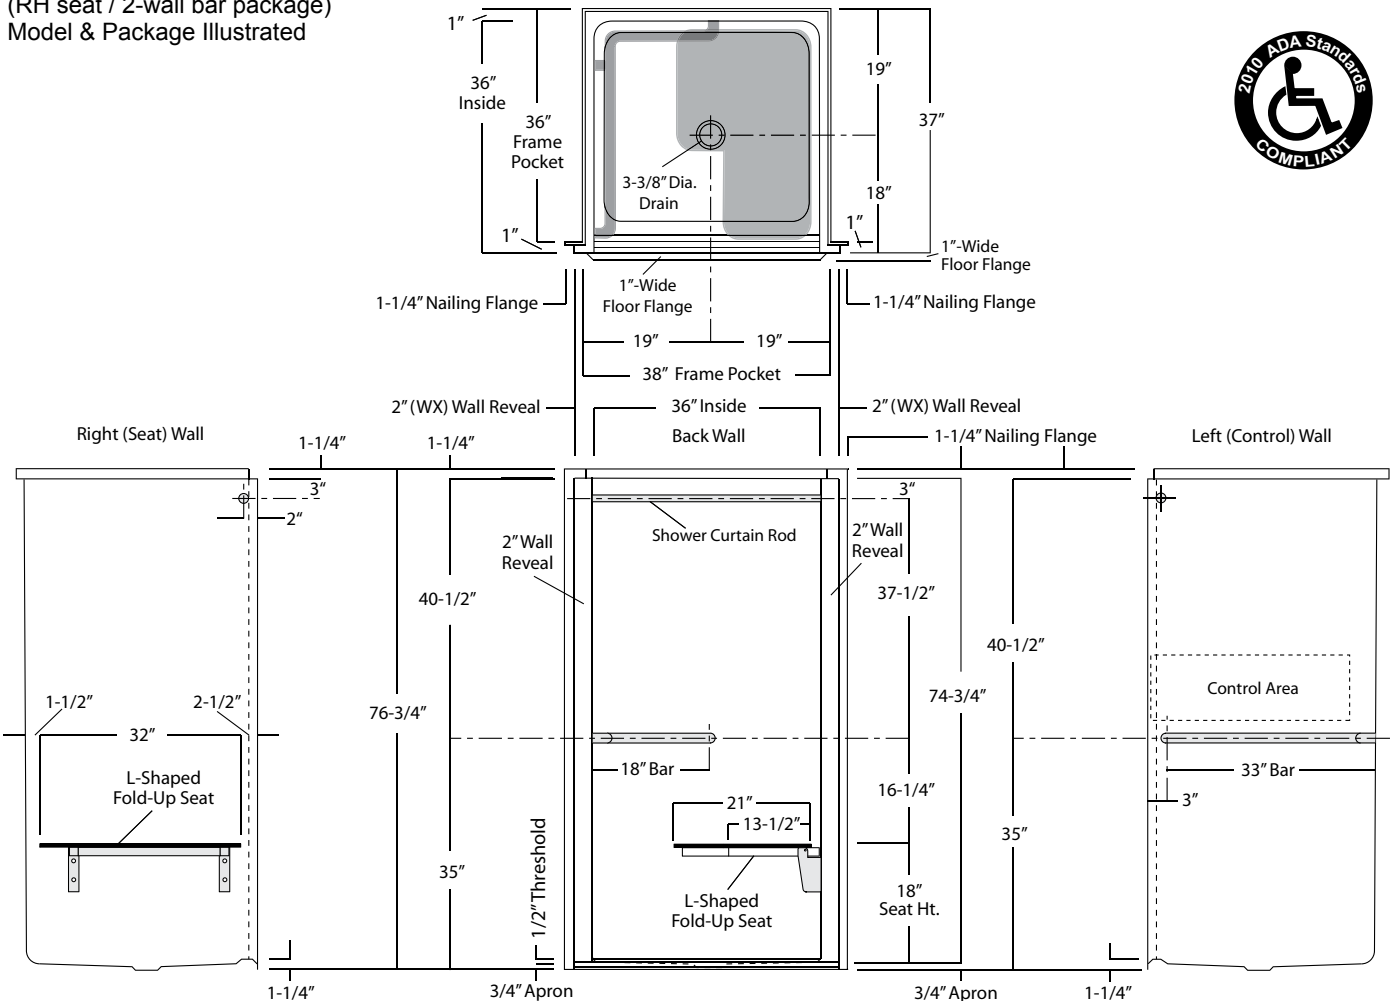 (RH seat / 2-wall bar package)
Model & Package Illustrated
2010 ADA Standards
COMPLIANT
1”
36”
Inside
36”
Frame
Pocket
1”
3-3/8” Dia.
Drain
19”
37”
18”
1”
1”-Wide
Floor Flange
1”-Wide
Floor Flange
1-1/4” Nailing Flange
1-1/4” Nailing Flange
19”
19”
38” Frame Pocket
2” (WX) Wall Reveal
36” Inside
2” (WX) Wall Reveal
Right (Seat) Wall
1-1/4”
1-1/4”
Back Wall
1-1/4” Nailing Flange
Left (Control) Wall
3”
2”
3”
Shower Curtain Rod
2” Wall
Reveal
2” Wall
Reveal
40-1/2”
37-1/2”
40-1/2”
1-1/2”
2-1/2”
32”
76-3/4”
74-3/4”
Control Area
L-Shaped
Fold-Up Seat
18” Bar
16-1/4”
33” Bar
3”
21”
13-1/2”
35”
35”
1/2” Threshold
L-Shaped
Fold-Up Seat
18”
Seat Ht.
1-1/4”
3/4” Apron
3/4” Apron
1-1/4”